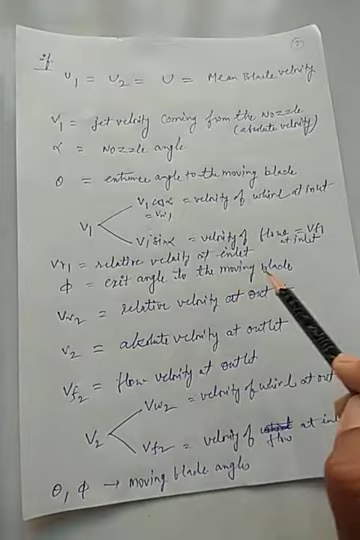 if
(2)
U₁ = U₂ = U = Mean Blade velocity
V₁ = jet velocity coming from the Nozzle
(absolute velocity)
α = Nozzle angle
θ = entrance angle to the moving blade
V₁ cosα = velocity of whirl at inlet
= Vw₁
V₁
V₁ sinα = velocity of flow = Vf₁
at inlet
Vr₁ = relative velocity at inlet
φ = exit angle to the moving blade
Vr₂ = relative velocity at out
V₂ = absolute velocity at outlet
Vf₂ = flow velocity at outlet
Vw₂ = velocity of whirl at out
V₂
Vf₂ = velocity of flow at
θ, φ → moving blade angles